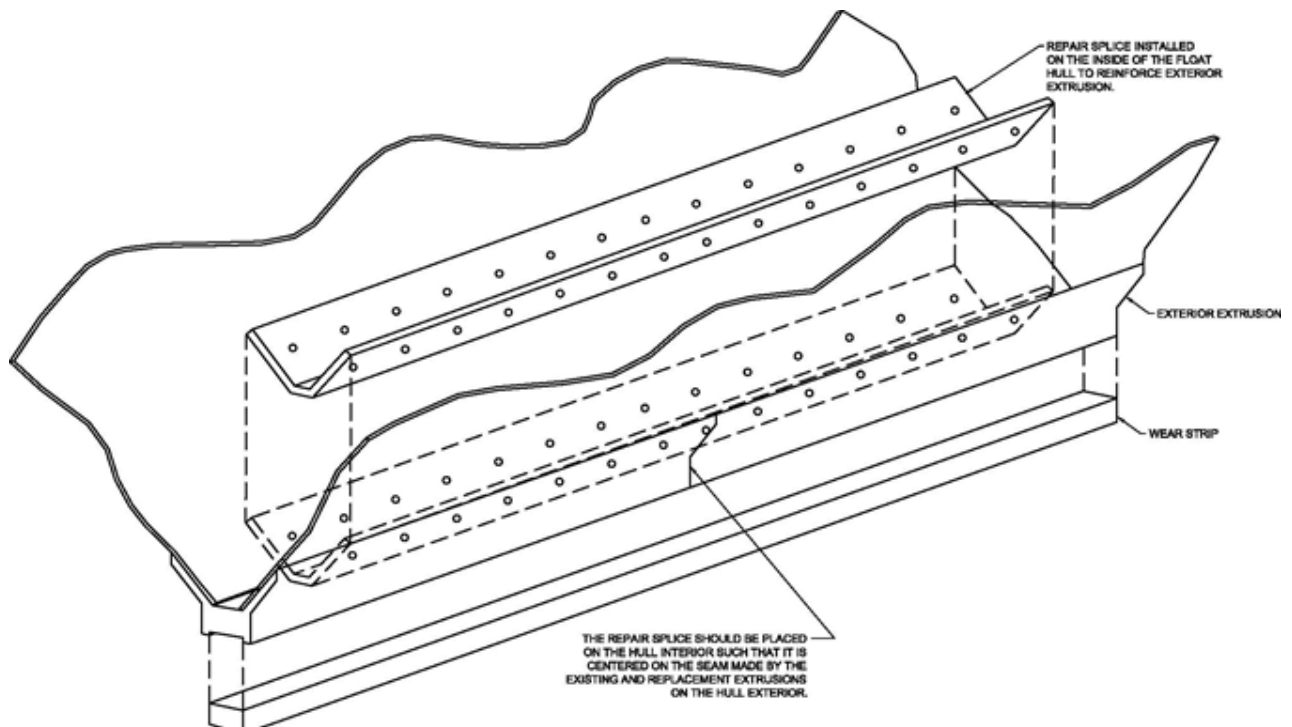 REPAIR SPLICE INSTALLED
ON THE INSIDE OF THE FLOAT
HULL TO REINFORCE EXTERIOR
EXTRUSION.
EXTERIOR EXTRUSION
WEAR STRIP
THE REPAIR SPLICE SHOULD BE PLACED
ON THE HULL INTERIOR SUCH THAT IT IS
CENTERED ON THE SEAM MADE BY THE
EXISTING AND REPLACEMENT EXTRUSIONS
ON THE HULL EXTERIOR.